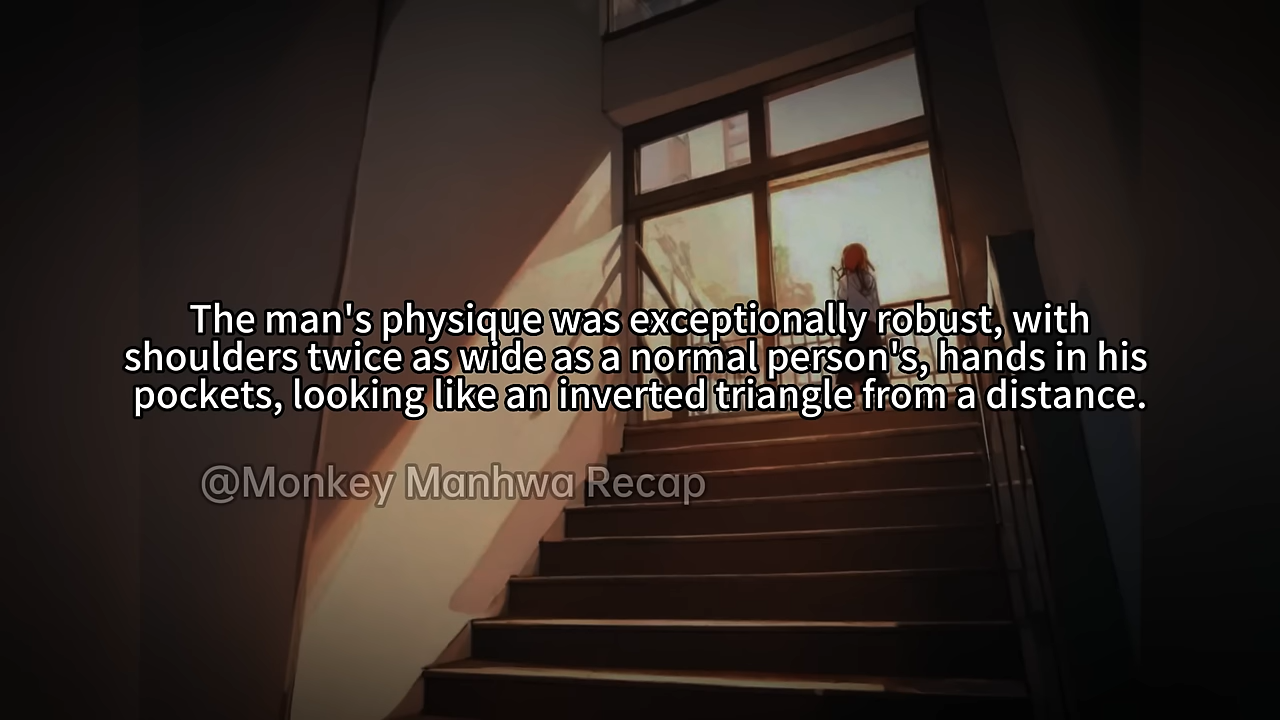 The man's physique was exceptionally robust, with
shoulders twice as wide as a normal person's, hands in his
pockets, looking like an inverted triangle from a distance.
@Monkey Manhwa Recap